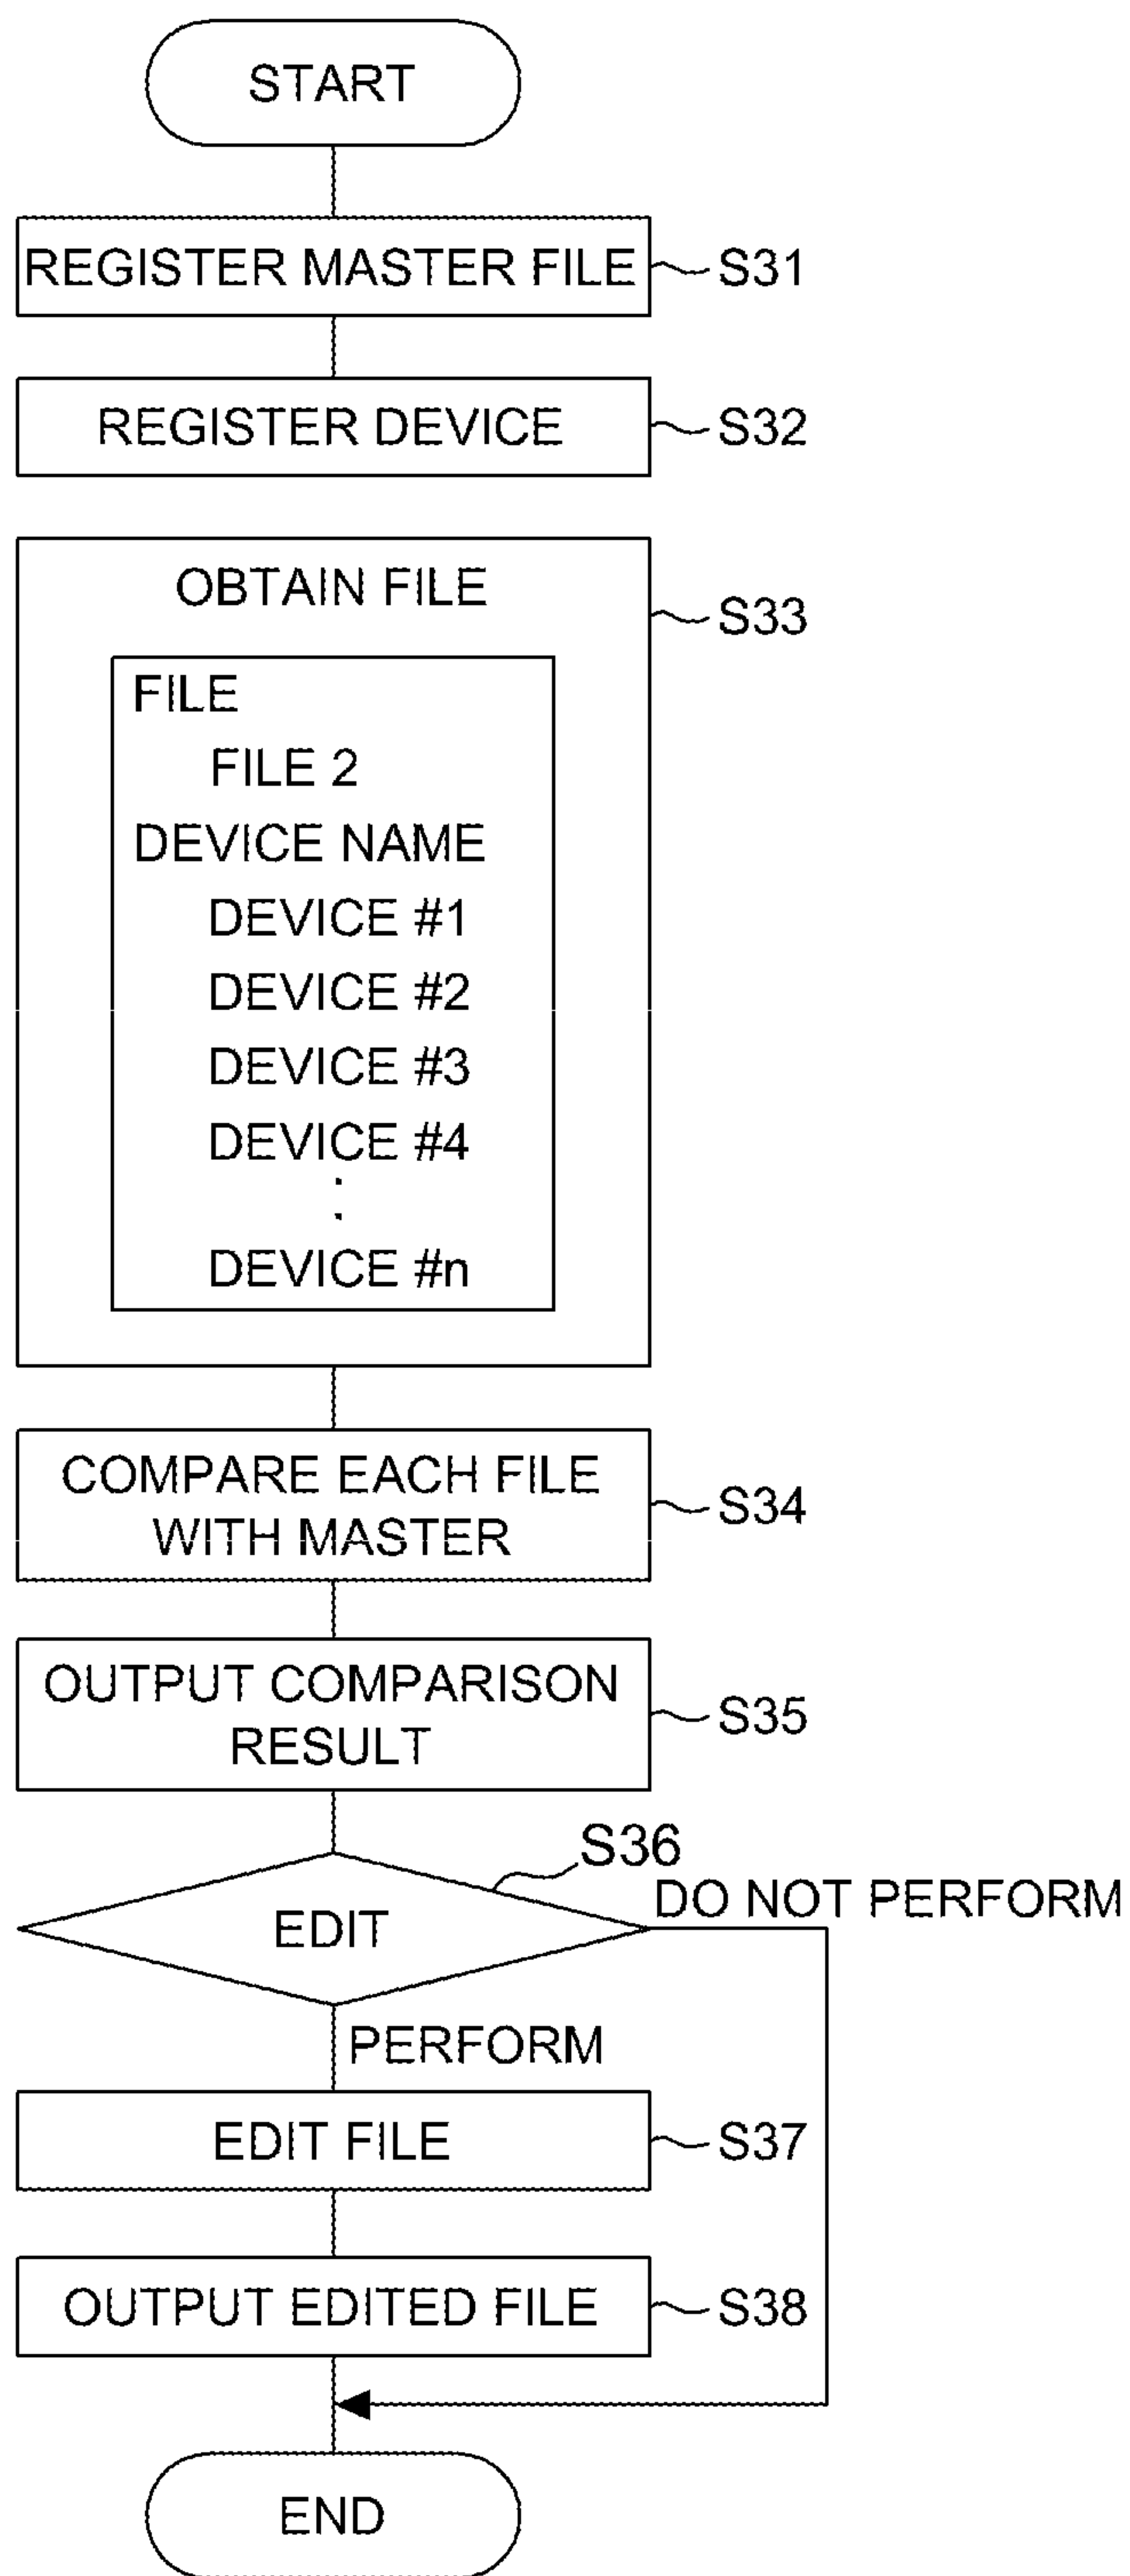 START
REGISTER MASTER FILE
S31
REGISTER DEVICE
S32
OBTAIN FILE
S33
FILE
FILE 2
DEVICE NAME
DEVICE #1
DEVICE #2
DEVICE #3
DEVICE #4
:
DEVICE #n
COMPARE EACH FILE
WITH MASTER
S34
OUTPUT COMPARISON
RESULT
S35
S36
DO NOT PERFORM
EDIT
PERFORM
EDIT FILE
S37
OUTPUT EDITED FILE
S38
END